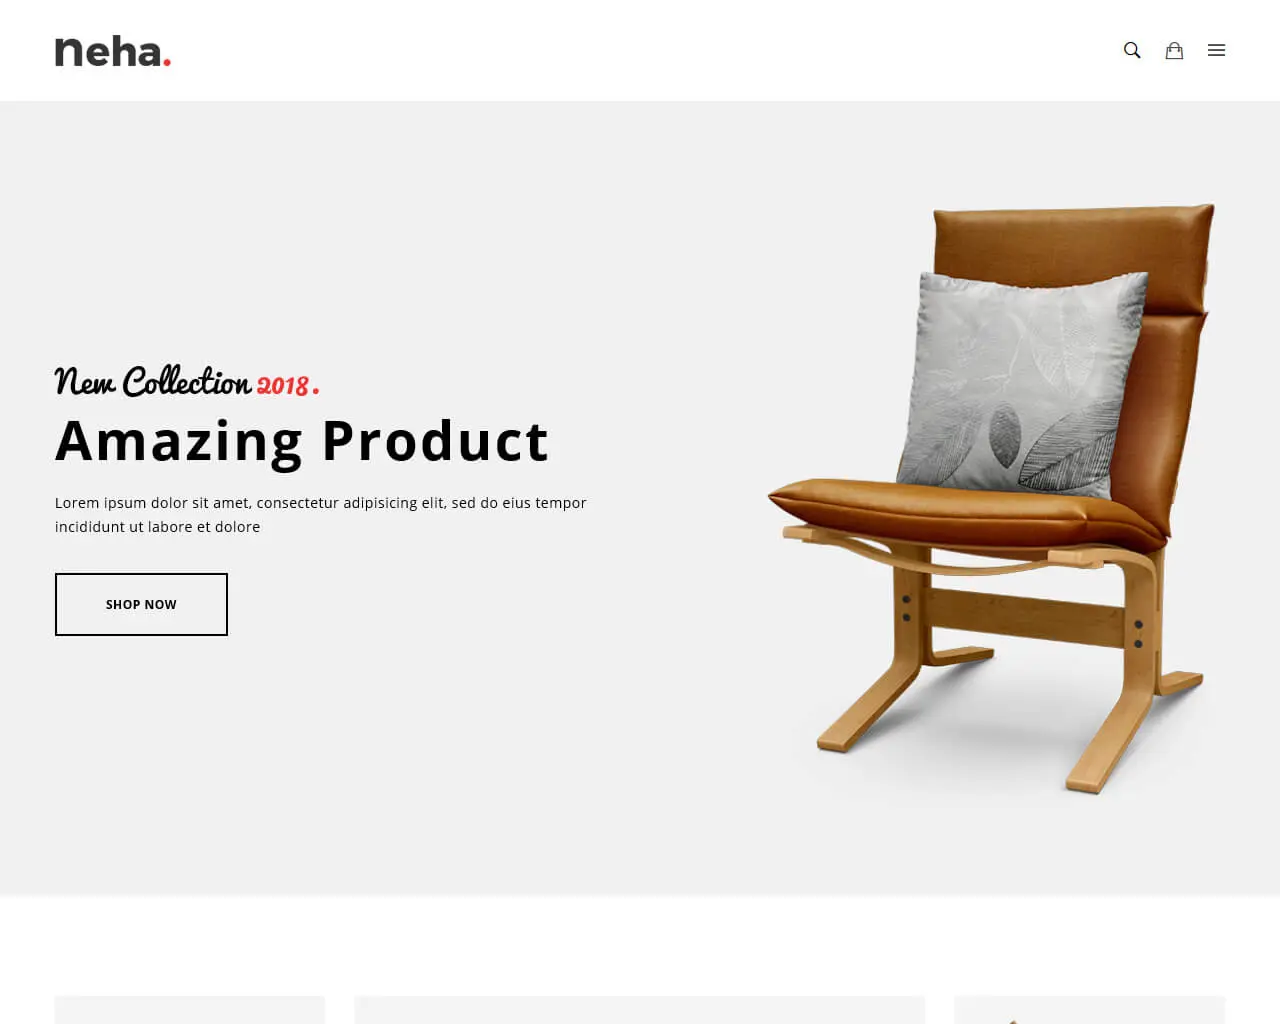 neha.
New Collection 2018.
Amazing Product
Lorem ipsum dolor sit amet, consectetur adipisicing elit, sed do eius tempor
incididunt ut labore et dolore
SHOP NOW